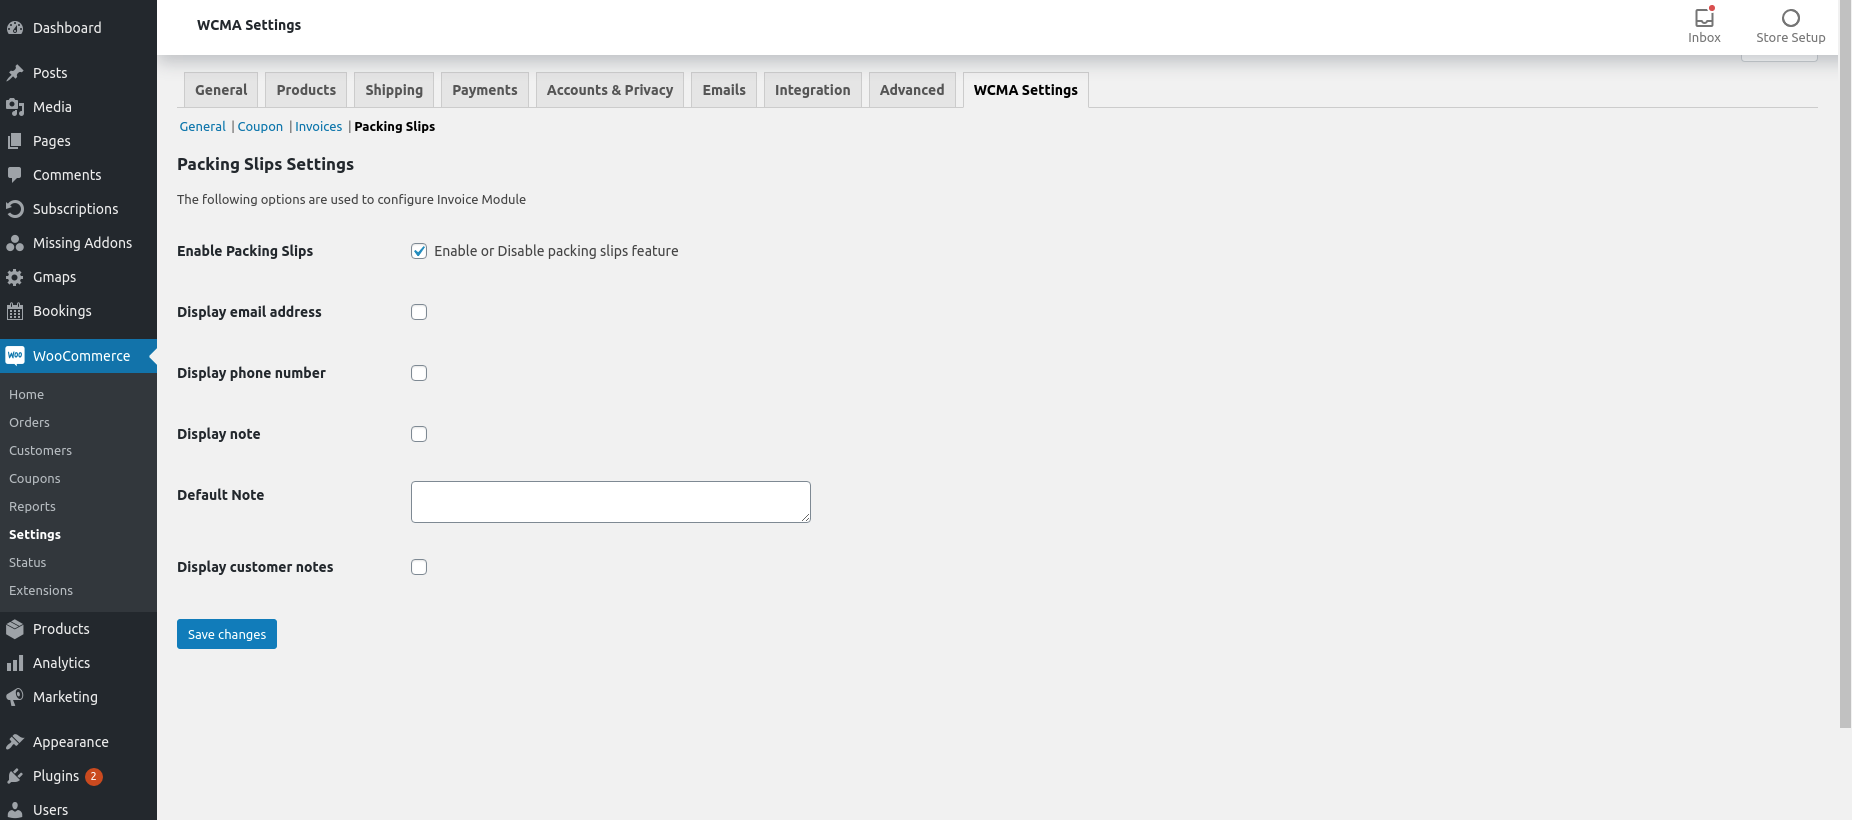 Dashboard
Posts
Media
Pages
Comments
Subscriptions
Missing Addons
Gmaps
Bookings
Woo WooCommerce
Home
Orders
Customers
Coupons
Reports
Settings
Status
Extensions
Products
Analytics
Marketing
Appearance
Plugins 2
Users
WCMA Settings
Inbox
Store Setup
General Products Shipping Payments Accounts & Privacy Emails Integration Advanced WCMA Settings
General | Coupon | Invoices | Packing Slips
Packing Slips Settings
The following options are used to configure Invoice Module
Enable Packing Slips Enable or Disable packing slips feature
Display email address
Display phone number
Display note
Default Note
Display customer notes
Save changes